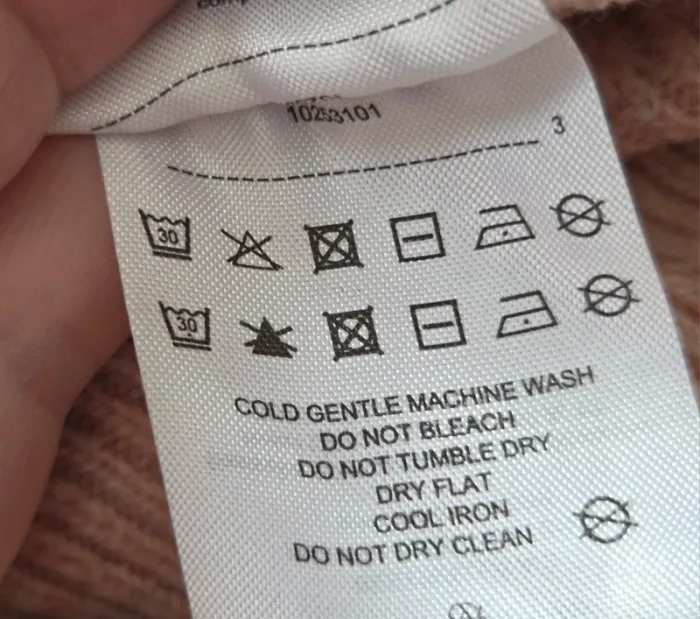 10253101
3
30
30
COLD GENTLE MACHINE WASH
DO NOT BLEACH
DO NOT TUMBLE DRY
DRY FLAT
COOL IRON
DO NOT DRY CLEAN